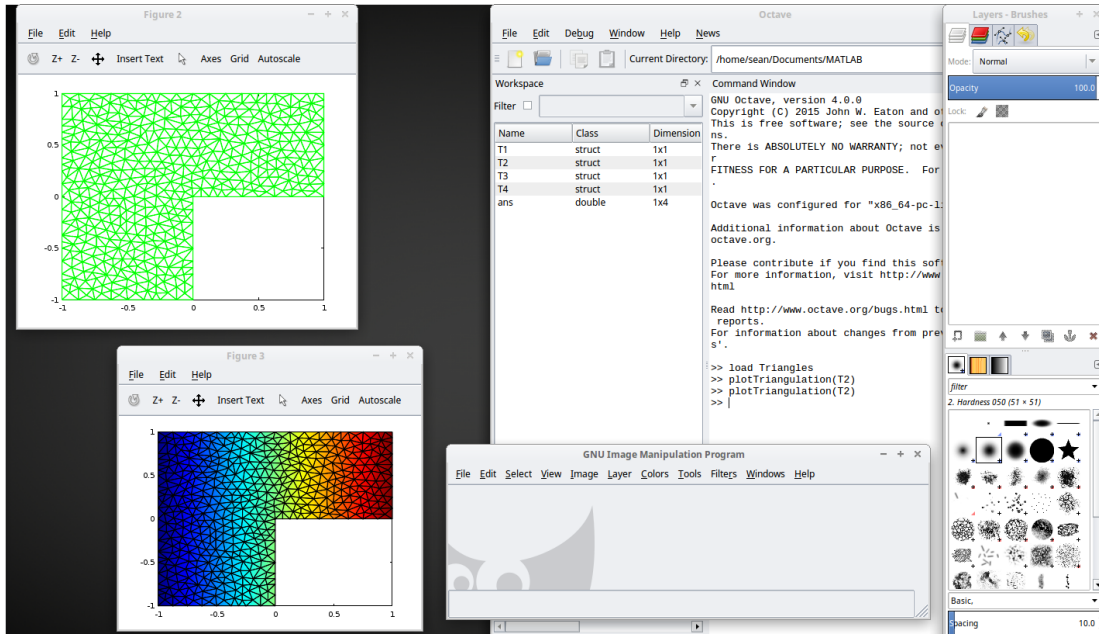 Figure 2
File Edit Help
Z+ Z- Insert Text Axes Grid Autoscale
1
0.5
0
-0.5
-1
-1 -0.5 0 0.5 1
Figure 3
File Edit Help
Z+ Z- Insert Text Axes Grid Autoscale
1
0.5
0
-0.5
-1
-1 -0.5 0 0.5 1
Octave
File Edit Debug Window Help News
Current Directory: /home/sean/Documents/MATLAB
Workspace
Filter
Name Class Dimension
T1 struct 1x1
T2 struct 1x1
T3 struct 1x1
T4 struct 1x1
ans double 1x4
Command Window
GNU Octave, version 4.0.0
Copyright (C) 2015 John W. Eaton and
This is free software; see the source
ns.
There is ABSOLUTELY NO WARRANTY; not
r
FITNESS FOR A PARTICULAR PURPOSE. For
.
Octave was configured for "x86_64-pc-
Additional information about Octave is
octave.org.
Please contribute if you find this
For more information, visit http://www
html
Read http://www.octave.org/bugs.html
reports.
For information about changes from
s'.
>> load Triangles
>> plotTriangulation(T2)
>> plotTriangulation(T2)
>>
GNU Image Manipulation Program
File Edit Select View Image Layer Colors Tools Filters Windows Help
Layers - Brushes
Mode: Normal
Opacity 100.0
Lock:
filter
2. Hardness 050 (51 × 51)
Basic,
Spacing 10.0